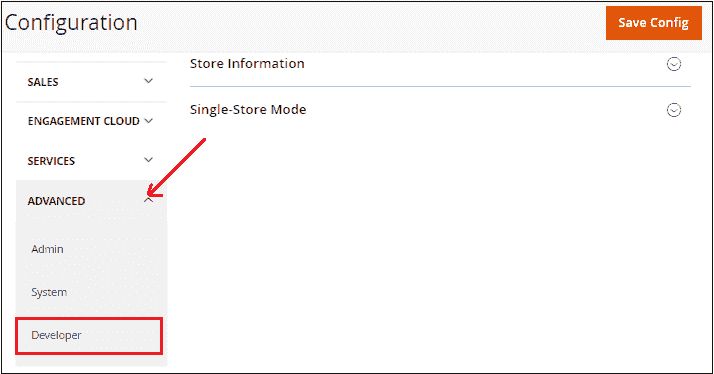 Configuration
Save Config
SALES
ENGAGEMENT CLOUD
SERVICES
ADVANCED
Admin
System
Developer
Store Information
Single-Store Mode